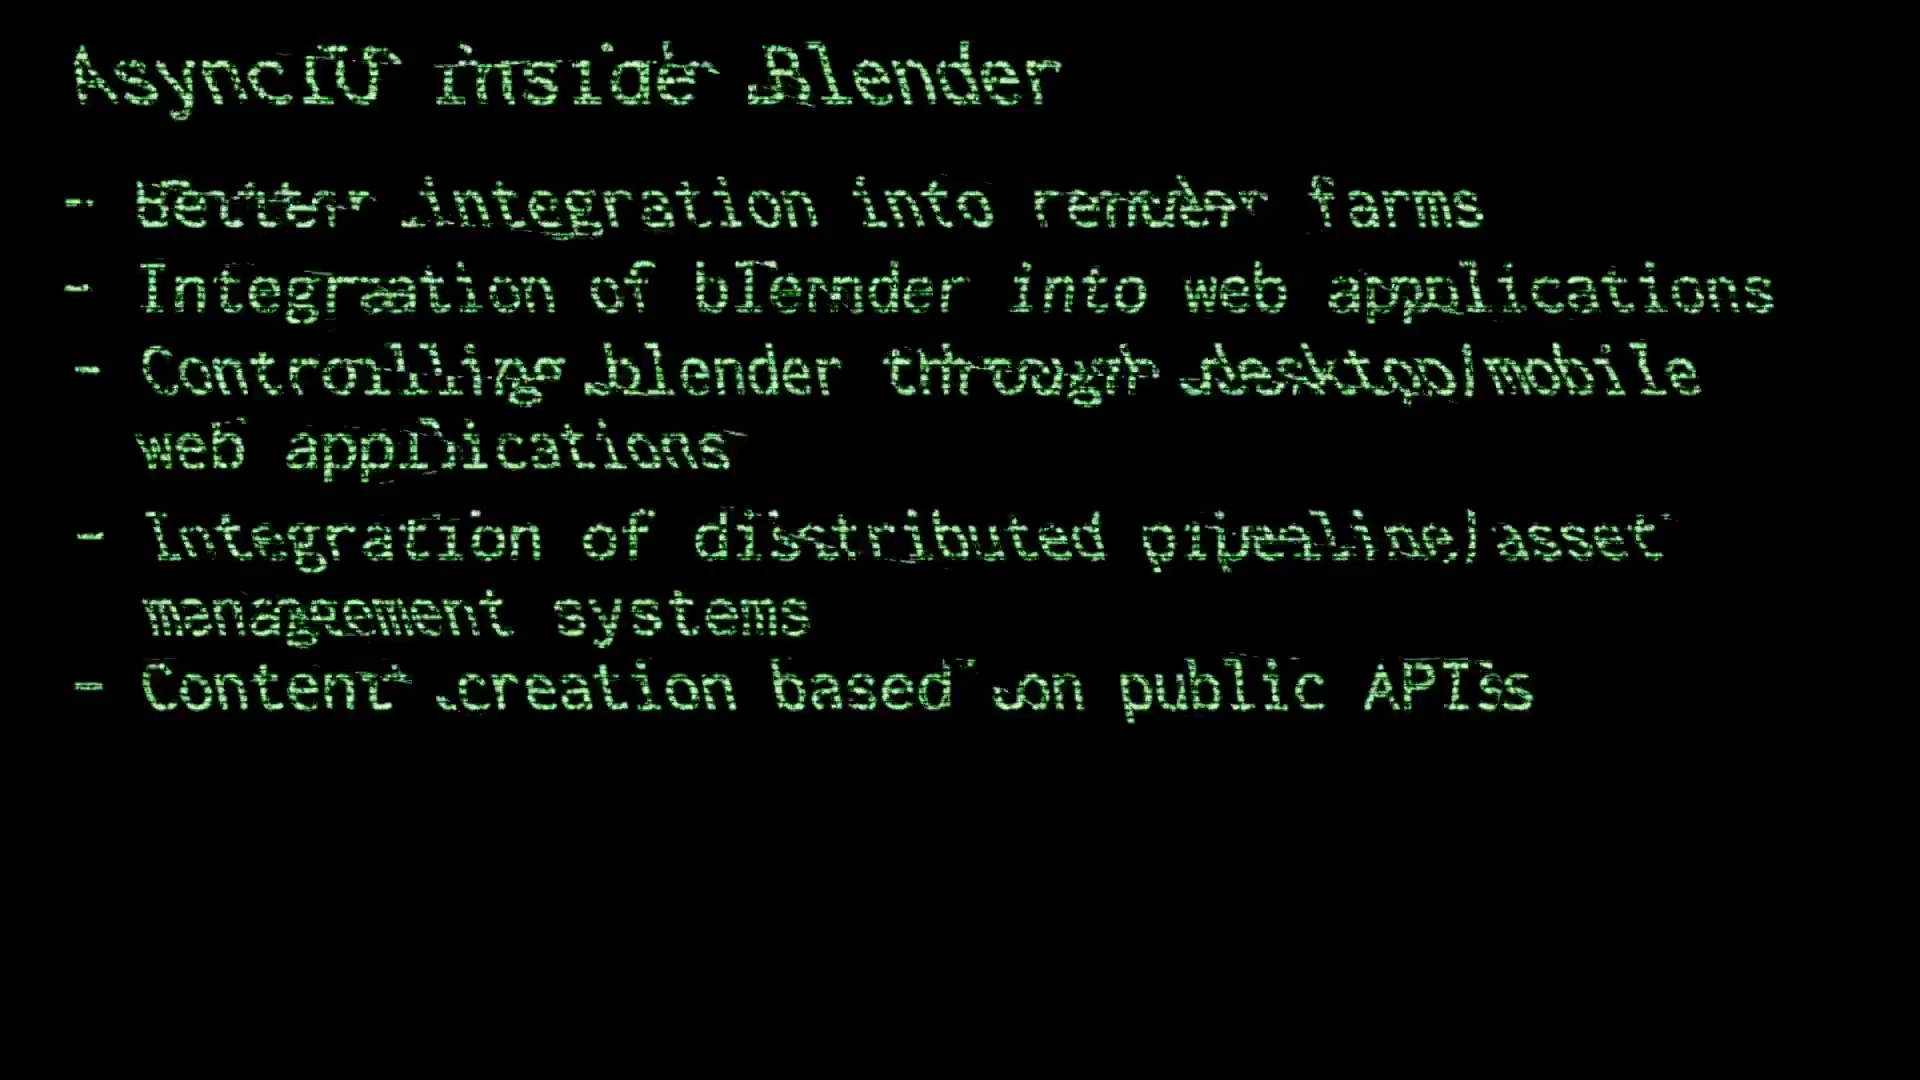 AsyncIO inside Blender
- Better integration into render farms
- Integration of blender into web applications
- Controlling blender through desktop/mobile
web applications
- Integration of distributed pipeline/asset
management systems
- Content creation based on public APIs